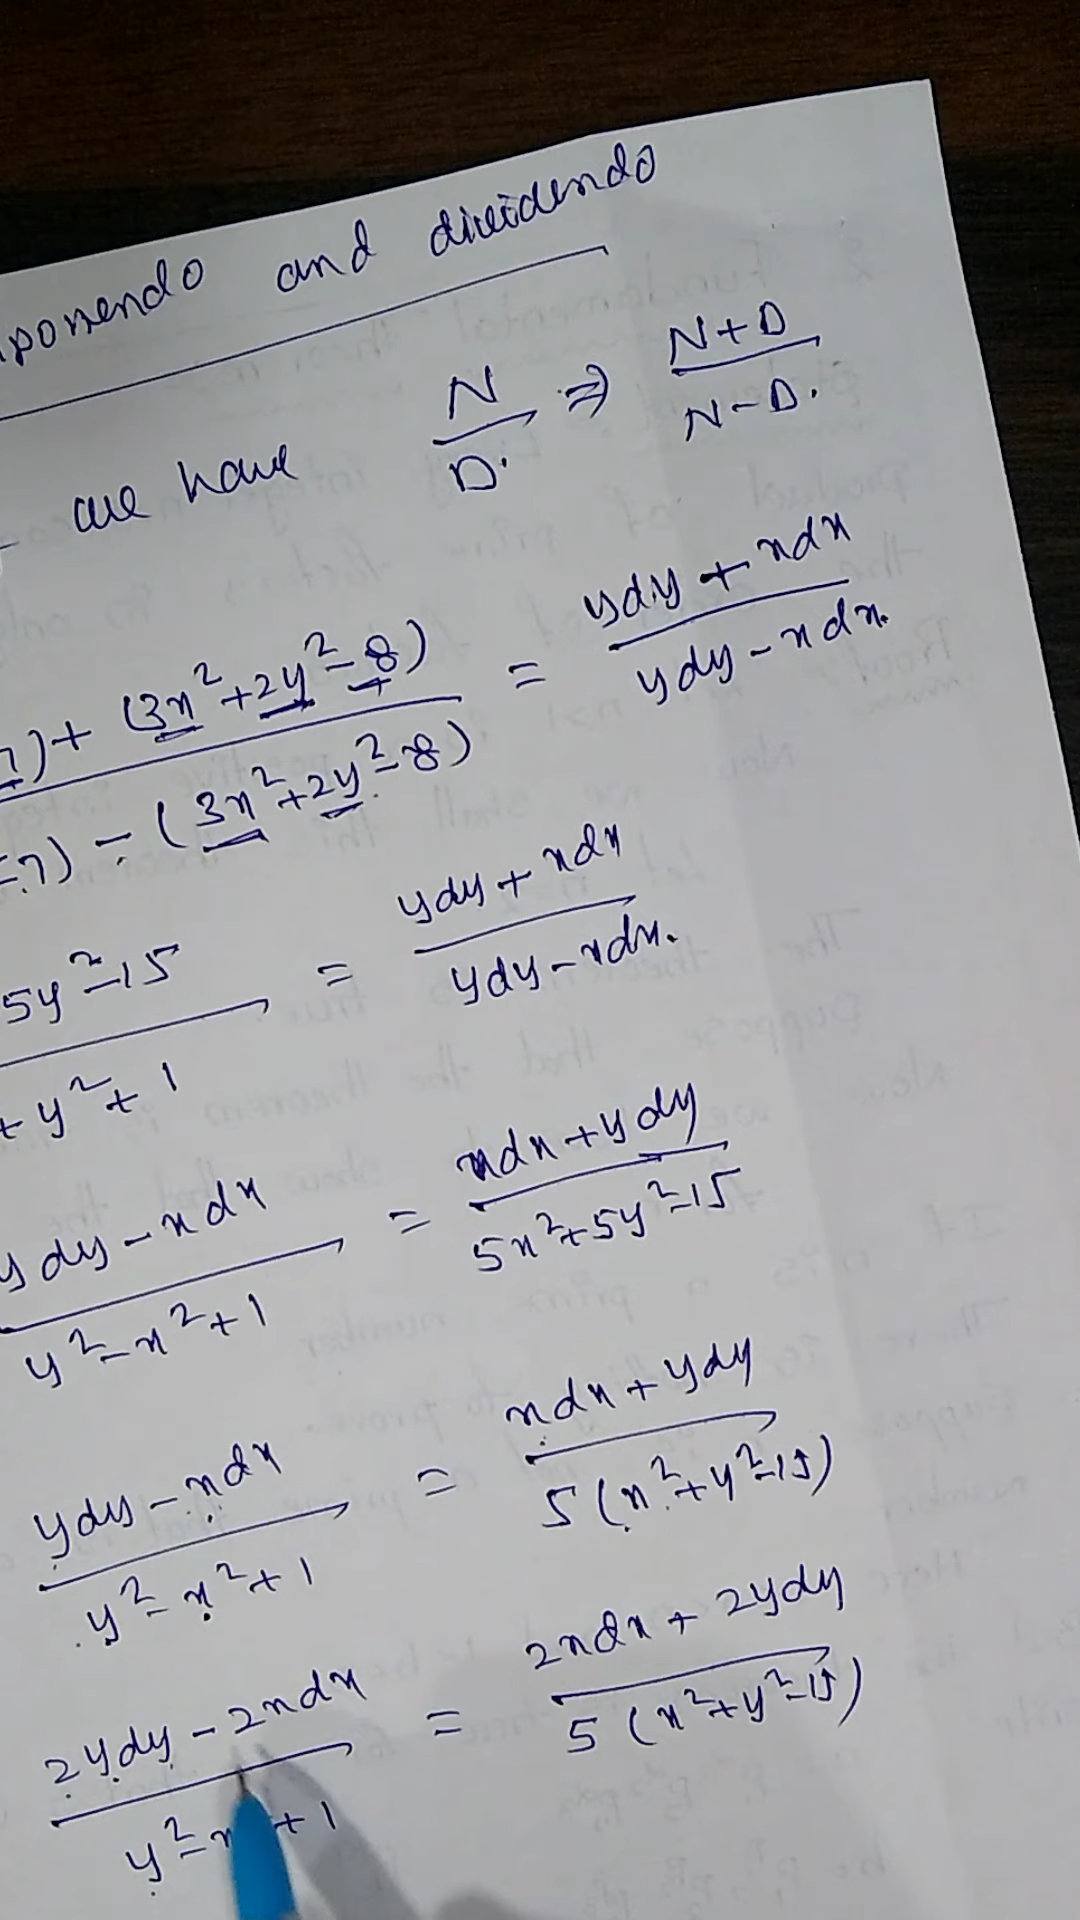 ponendo and dividendo
we have N/D. ⇒ N+D/N-D.
7)+ (3x²+2y²-8) / -7) - (3x²+2y²-8) = ydy + xdx / ydy - xdx.
5y²-15 / + y²+1 = ydy + xdx / ydy - xdx.
ydy - xdx / y²-x²+1 = xdx + ydy / 5x²+5y²-15
ydy - xdx / y²-x²+1 = xdx + ydy / 5(x²+y²-15)
2ydy - 2xdx / y²-x²+1 = 2xdx + 2ydy / 5(x²+y²-15)